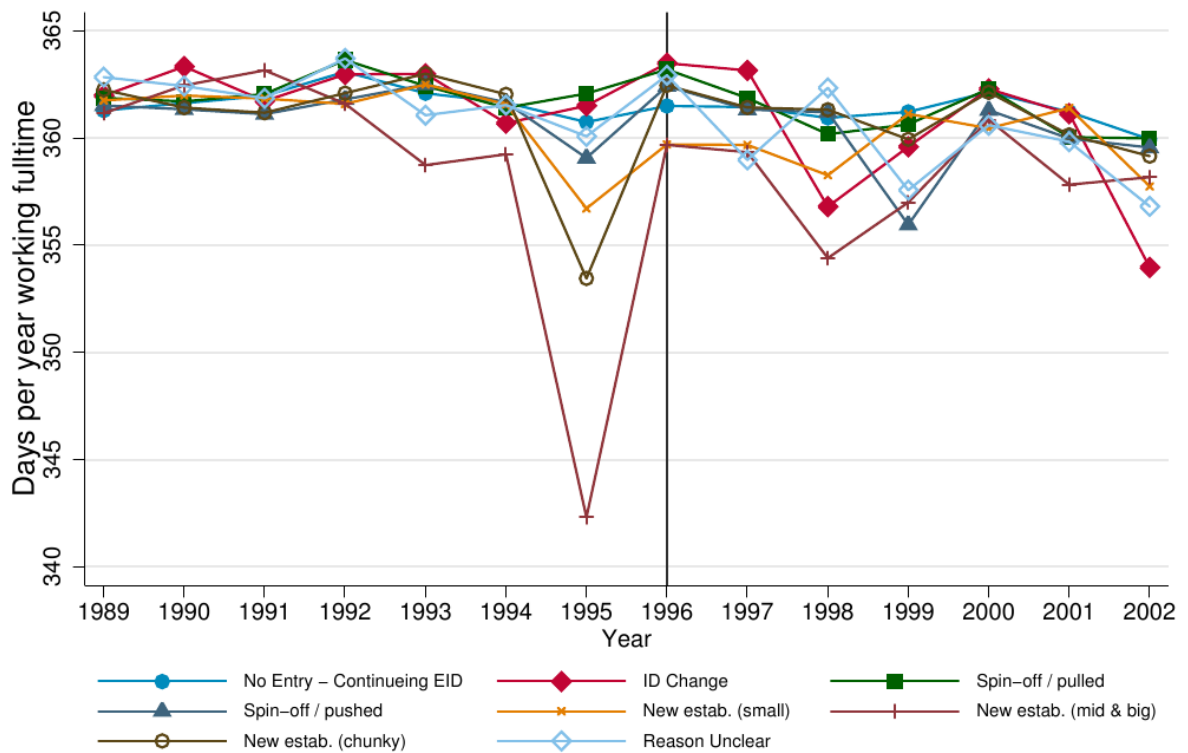 365
360
355
350
345
340
Days per year working fulltime
1989 1990 1991 1992 1993 1994 1995 1996 1997 1998 1999 2000 2001 2002
Year
No Entry − Continueing EID ID Change Spin−off / pulled
Spin−off / pushed New estab. (small) New estab. (mid & big)
New estab. (chunky) Reason Unclear